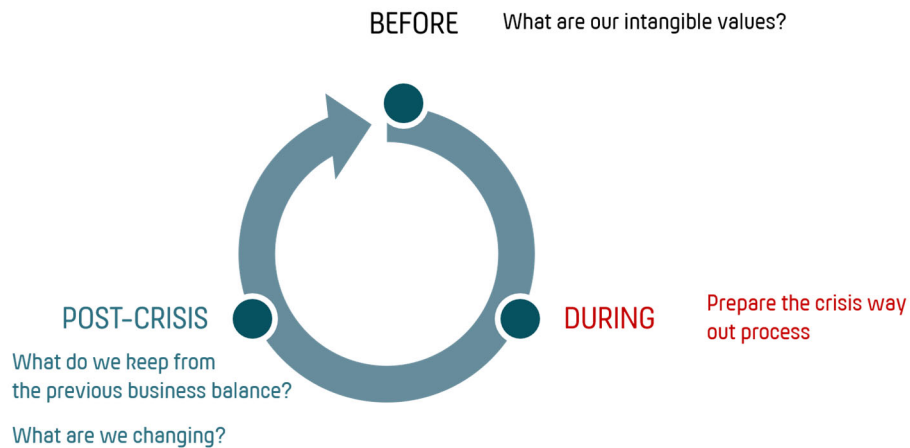 BEFORE
What are our intangible values?
POST-CRISIS
DURING
Prepare the crisis way
out process
What do we keep from
the previous business balance?
What are we changing?